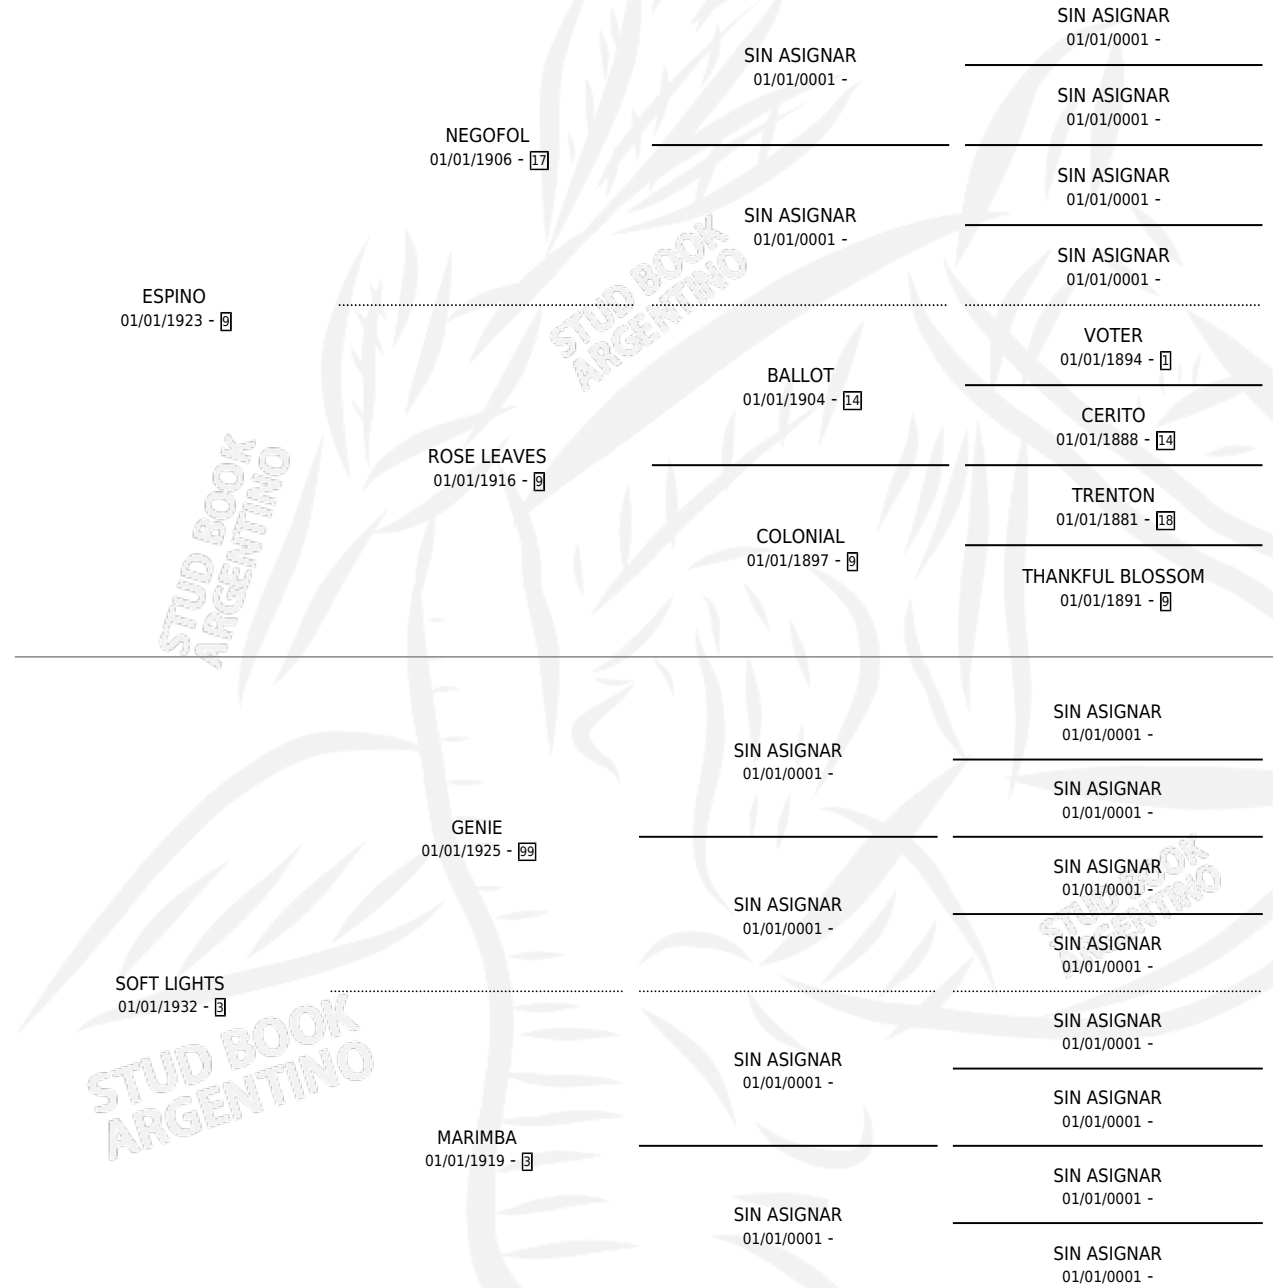 SIN ASIGNAR
01/01/0001 -
SIN ASIGNAR
01/01/0001 -
SIN ASIGNAR
01/01/0001 -
NEGOFOL
01/01/1906 - 17
SIN ASIGNAR
01/01/0001 -
SIN ASIGNAR
01/01/0001 -
SIN ASIGNAR
01/01/0001 -
ESPINO
01/01/1923 - 9
VOTER
01/01/1894 - 1
BALLOT
01/01/1904 - 14
CERITO
01/01/1888 - 14
ROSE LEAVES
01/01/1916 - 9
TRENTON
01/01/1881 - 18
COLONIAL
01/01/1897 - 9
THANKFUL BLOSSOM
01/01/1891 - 9
SIN ASIGNAR
01/01/0001 -
SIN ASIGNAR
01/01/0001 -
SIN ASIGNAR
01/01/0001 -
GENIE
01/01/1925 - 99
SIN ASIGNAR
01/01/0001 -
SIN ASIGNAR
01/01/0001 -
SIN ASIGNAR
01/01/0001 -
SOFT LIGHTS
01/01/1932 - 3
SIN ASIGNAR
01/01/0001 -
SIN ASIGNAR
01/01/0001 -
SIN ASIGNAR
01/01/0001 -
MARIMBA
01/01/1919 - 3
SIN ASIGNAR
01/01/0001 -
SIN ASIGNAR
01/01/0001 -
SIN ASIGNAR
01/01/0001 -
STUD BOOK
ARGENTINO
STUD BOOK
ARGENTINO
STUD BOOK
ARGENTINO
STUD BOOK
ARGENTINO